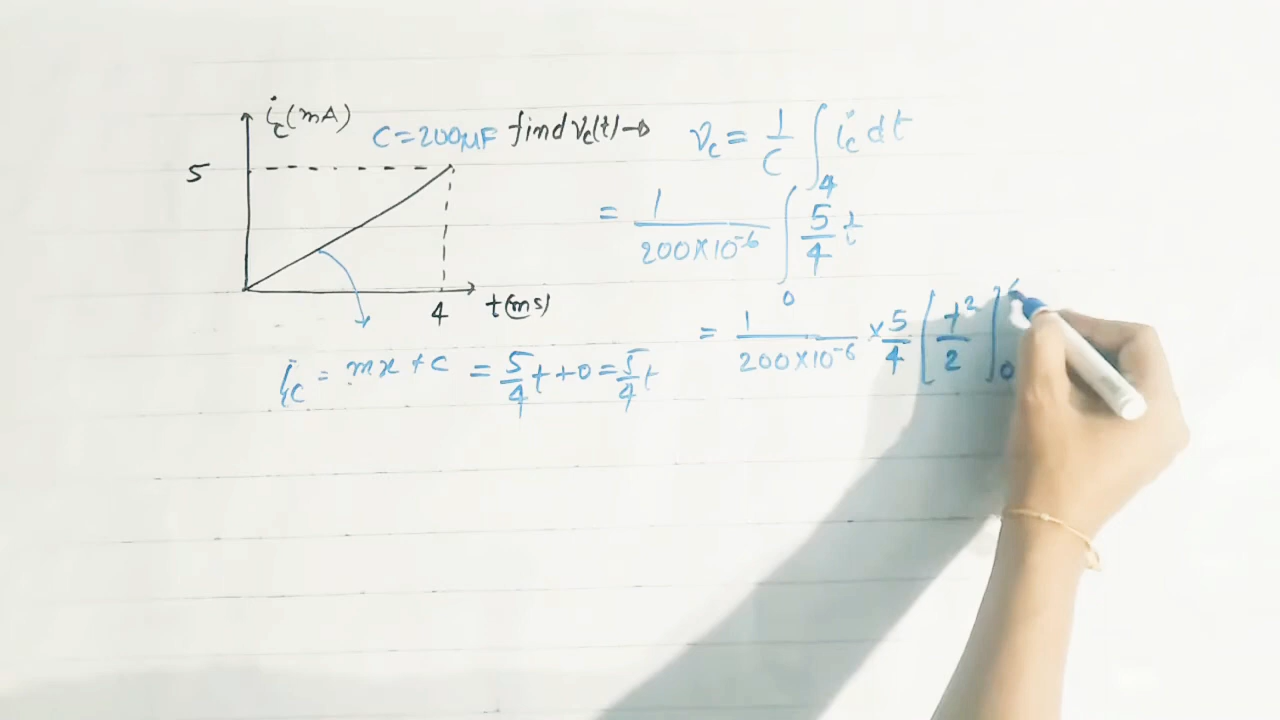 i_c(mA)
C=200μF find V_c(t)→
5
4
t(ms)
i_c = mx+c = 5/4 t+0 = 5/4 t
V_c = 1/C ∫ i_c dt
= 1/(200×10^-6) ∫_0^4 5/4 t
= 1/(200×10^-6) × 5/4 [t^2/2]_0